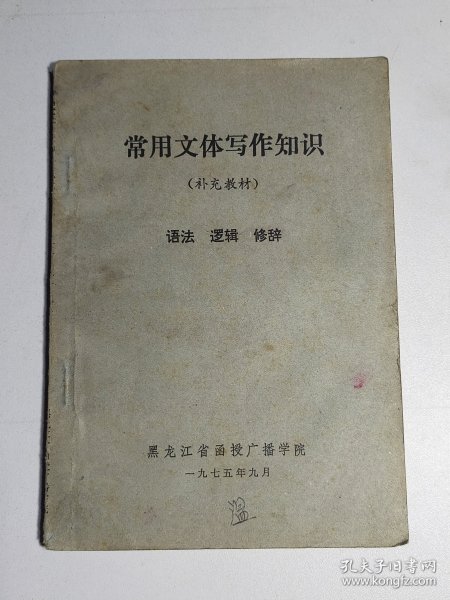 常用文体写作知识
（补充教材）
语法 逻辑 修辞
黑龙江省函授广播学院
一九七五年九月
温
孔夫子旧书网
www.kongfz.com